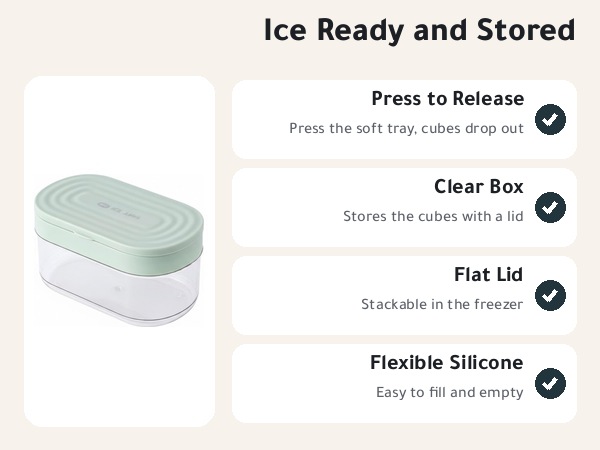 Ice Ready and Stored
Press to Release
Press the soft tray, cubes drop out
Clear Box
Stores the cubes with a lid
Flat Lid
Stackable in the freezer
Flexible Silicone
Easy to fill and empty